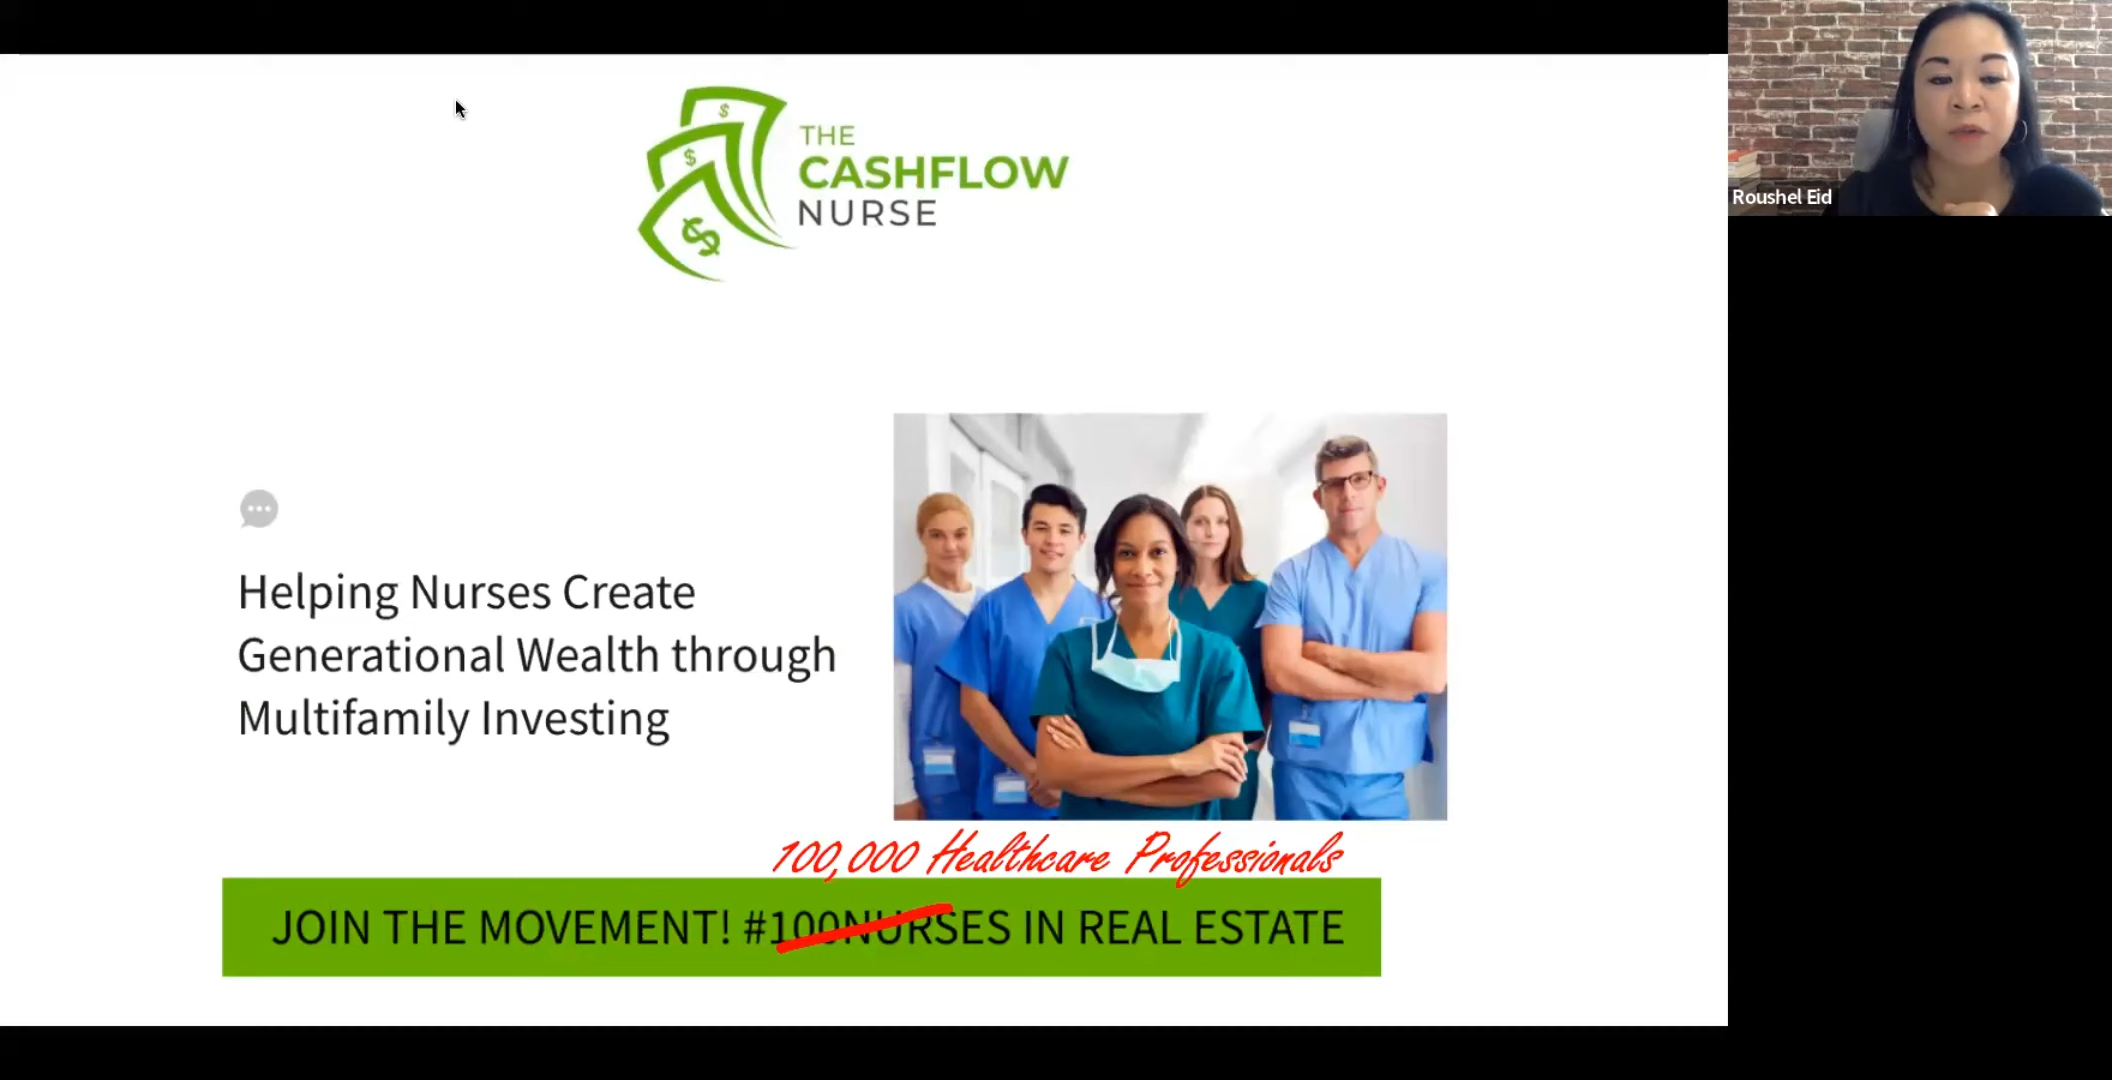 THE
CASHFLOW
NURSE
Roushel Eid
Helping Nurses Create
Generational Wealth through
Multifamily Investing
100,000 Healthcare Professionals
JOIN THE MOVEMENT! #100NURSES IN REAL ESTATE